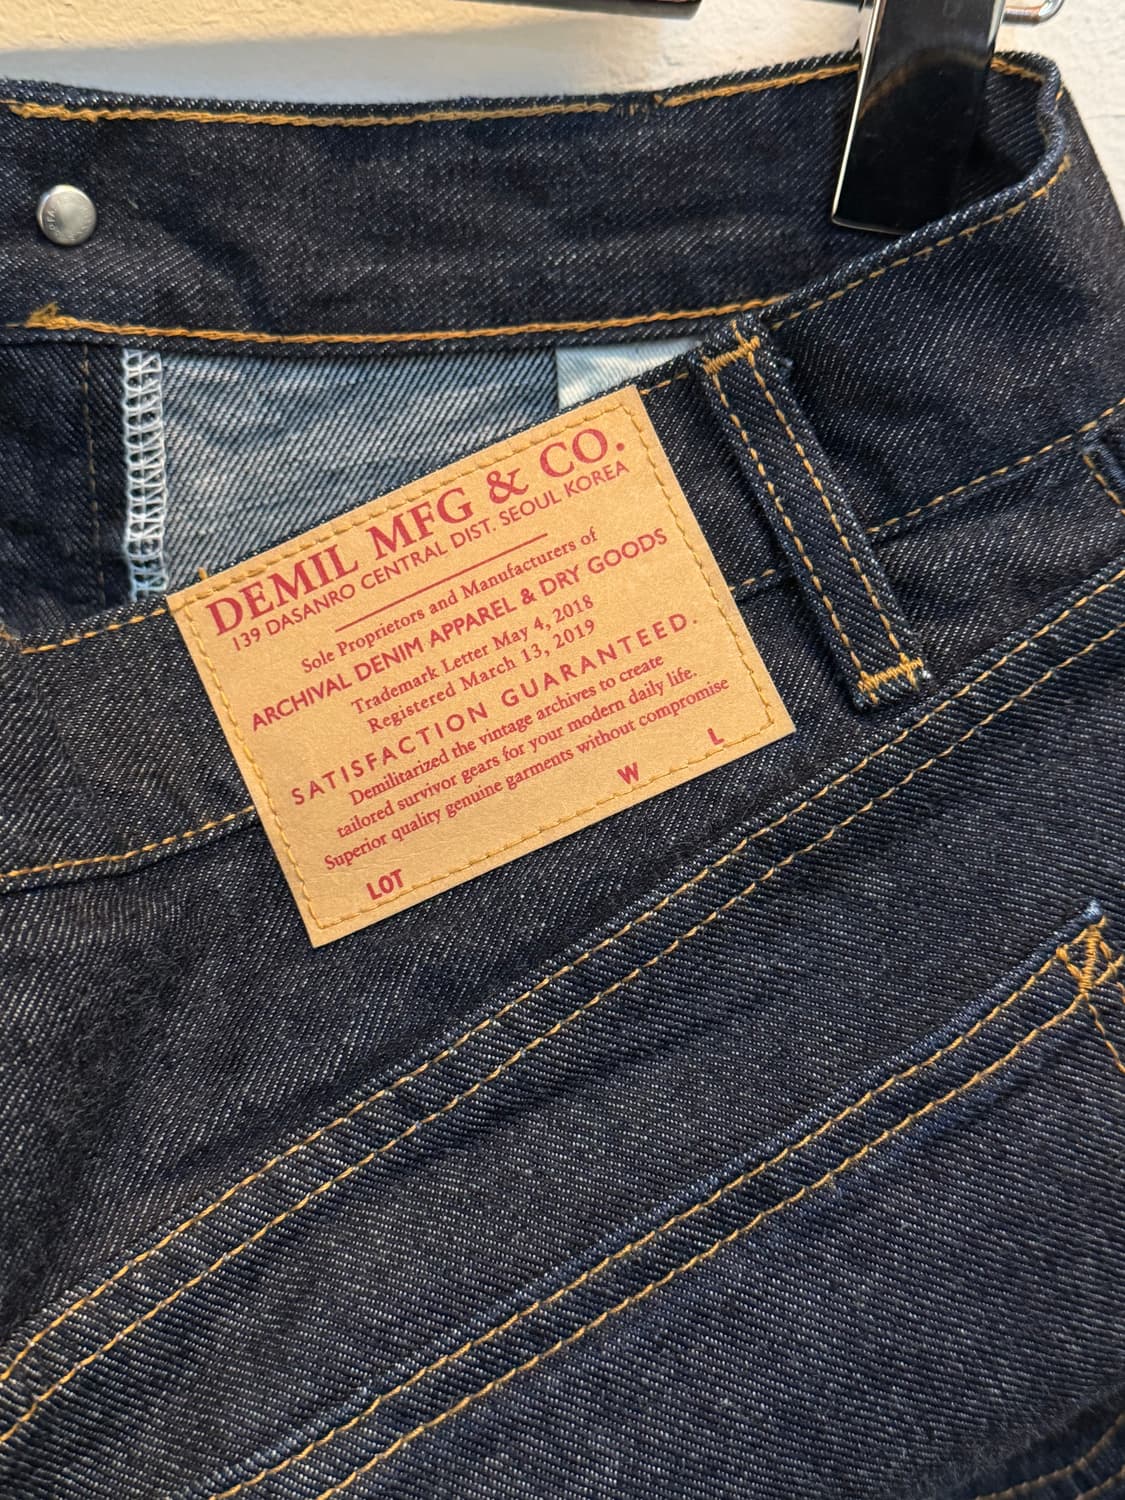 DEMIL MFG & CO.
139 DASANRO CENTRAL DIST. SEOUL KOREA
Sole Proprietors and Manufacturers of
ARCHIVAL DENIM APPAREL & DRY GOODS
Trademark Letter May 4, 2018
Registered March 13, 2019
SATISFACTION GUARANTEED.
Demilitarized the vintage archives to create
tailored survivor gears for your modern daily life.
Superior quality genuine garments without compromise
LOT W L